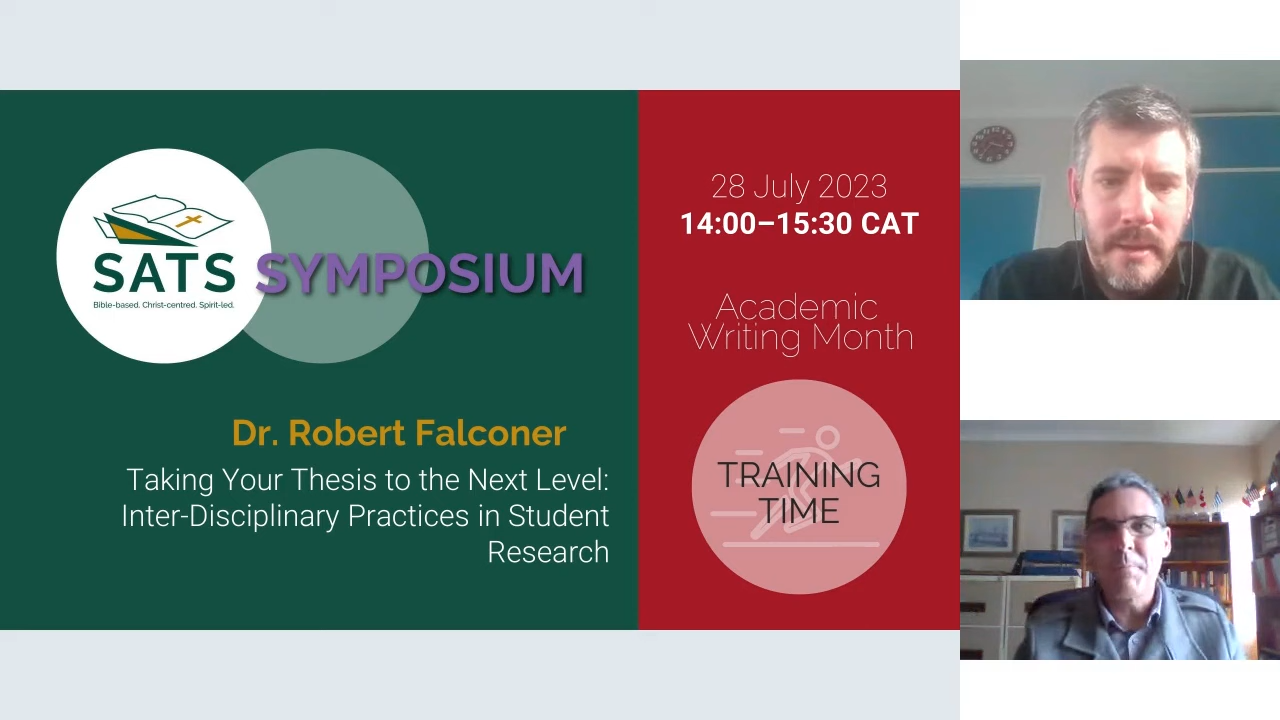 SATS
Bible-based. Christ-centred. Spirit-led.
SYMPOSIUM
Dr. Robert Falconer
Taking Your Thesis to the Next Level:
Inter-Disciplinary Practices in Student
Research
28 July 2023
14:00–15:30 CAT
Academic
Writing Month
TRAINING
TIME